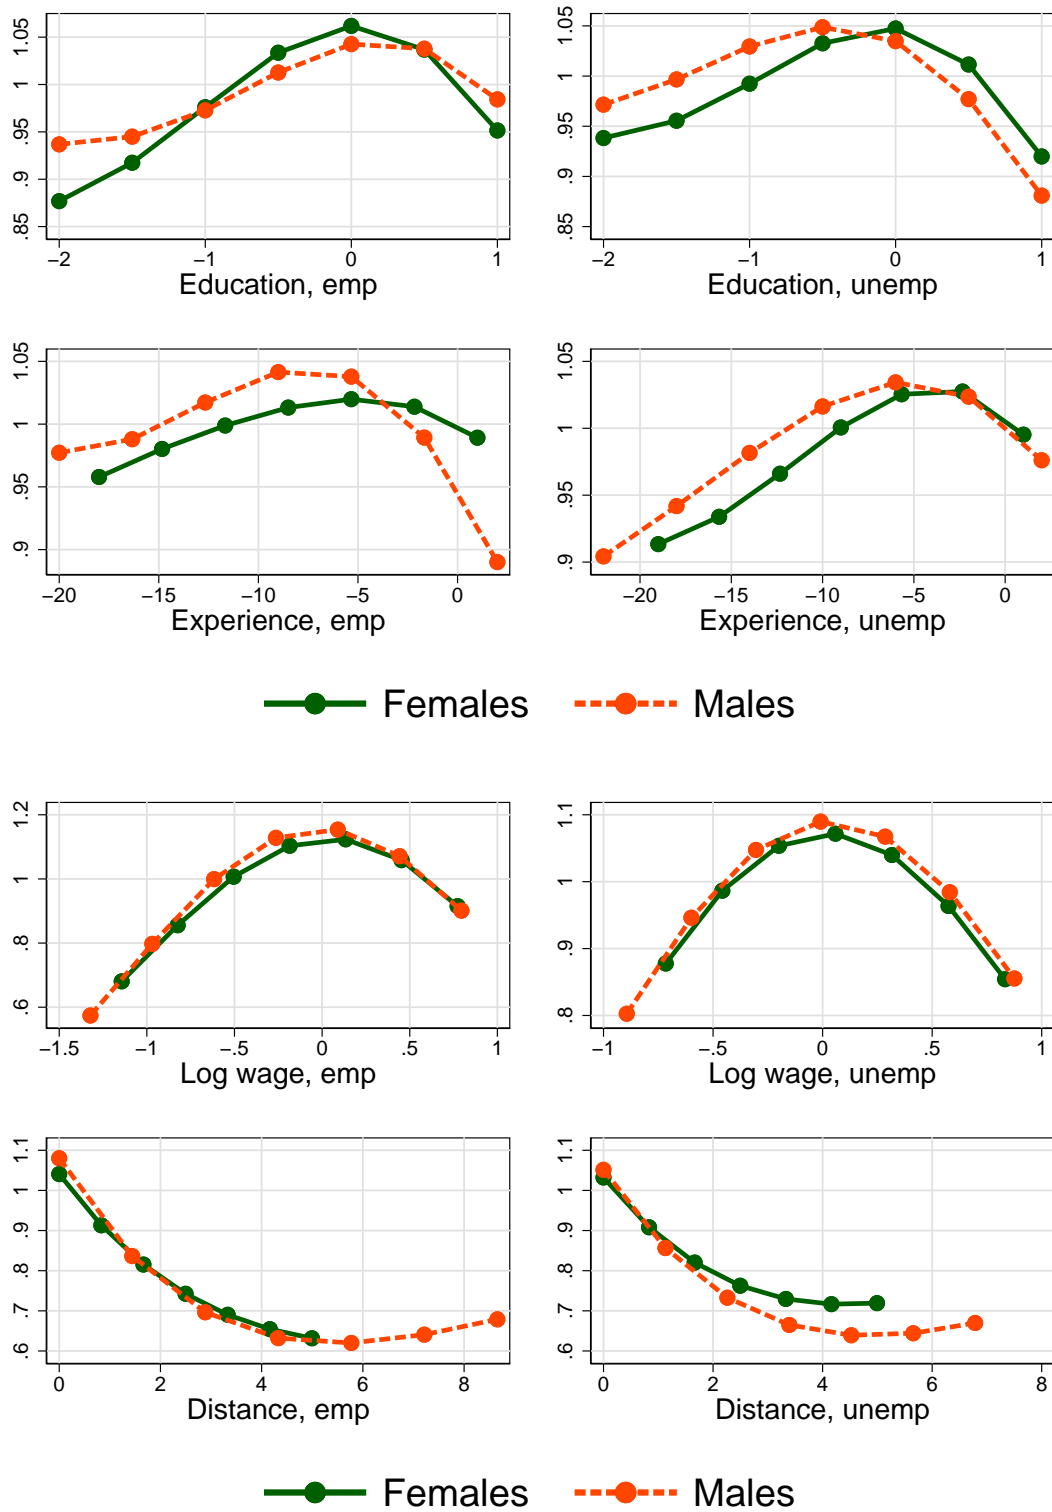 1.05 1.05
1 1
.95 .95
.9 .9
.85 .85
−2 −1 0 1 −2 −1 0 1
Education, emp Education, unemp
1.05 1.05
1 1
.95 .95
.9 .9
−20 −15 −10 −5 0 −20 −15 −10 −5 0
Experience, emp Experience, unemp
Females Males
1.2 1.1
1 1
.8 .9
.6 .8
−1.5 −1 −.5 0 .5 1 −1 −.5 0 .5 1
Log wage, emp Log wage, unemp
1.1 1.1
1 1
.9 .9
.8 .8
.7 .7
.6 .6
0 2 4 6 8 0 2 4 6 8
Distance, emp Distance, unemp
Females Males